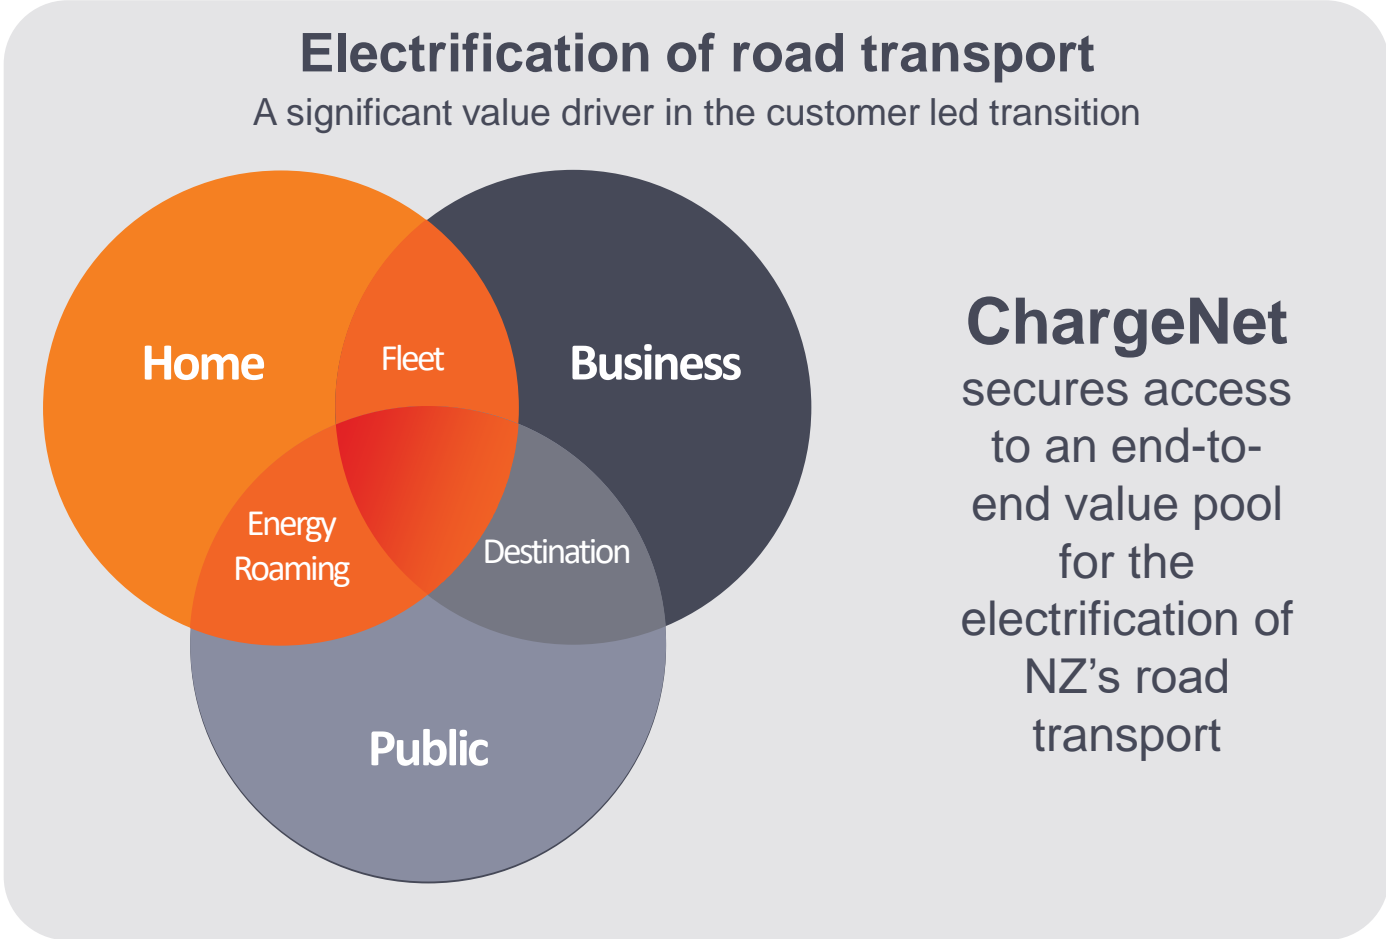 Electrification of road transport
A significant value driver in the customer led transition
Home
Fleet
Business
Energy
Roaming
Destination
Public
ChargeNet
secures access
to an end-to-
end value pool
for the
electrification of
NZ’s road
transport